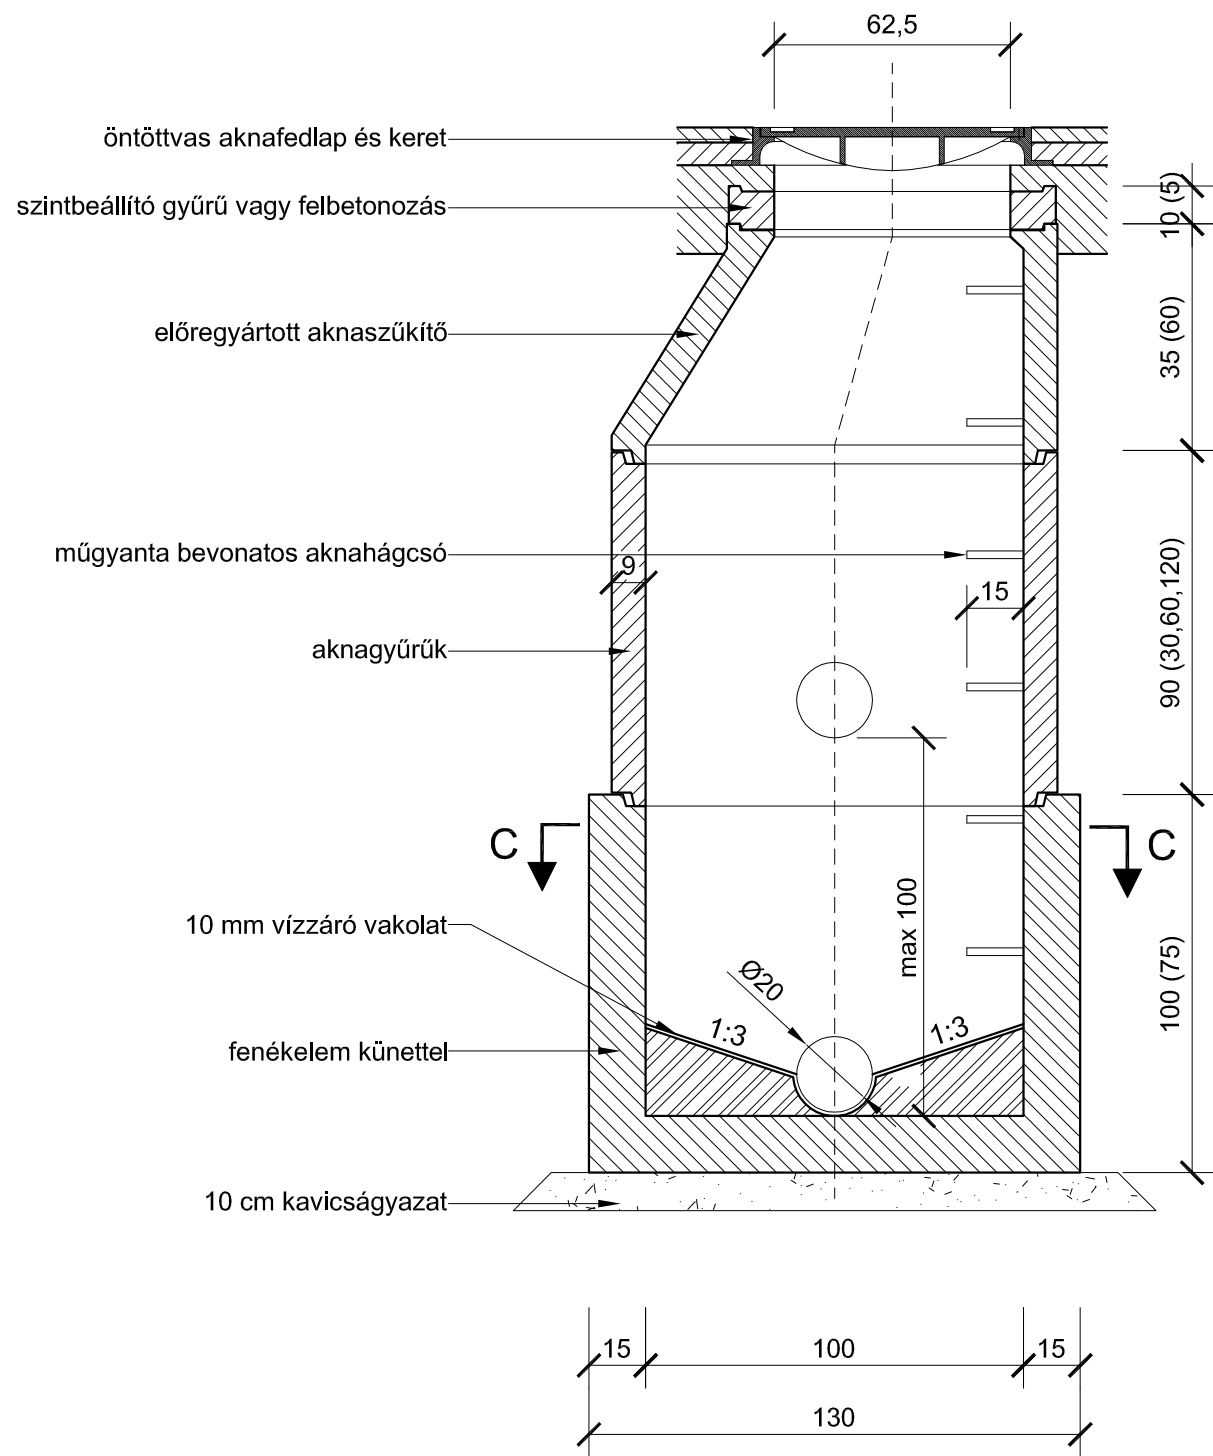 62,5
öntöttvas aknafedlap és keret
szintbeállító gyűrű vagy felbetonozás
10 (5)
előregyártott aknaszűkítő
35 (60)
műgyanta bevonatos aknahágcsó
9
15
90 (30,60,120)
aknagyűrűk
C
C
max 100
10 mm vízzáró vakolat
Ø20
100 (75)
1:3
1:3
fenékelem künettel
10 cm kavicságyazat
15
100
15
130